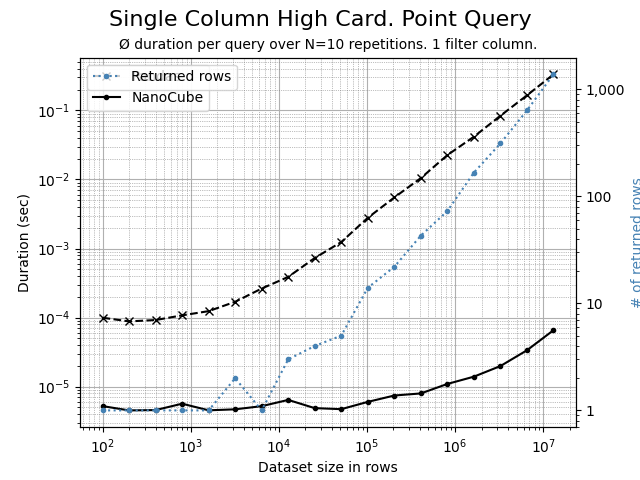 Single Column High Card. Point Query
Ø duration per query over N=10 repetitions. 1 filter column.
Returned rows
NanoCube
Duration (sec)
10⁻¹
10⁻²
10⁻³
10⁻⁴
10⁻⁵
1,000
100
10
1
# of returned rows
10² 10³ 10⁴ 10⁵ 10⁶ 10⁷
Dataset size in rows